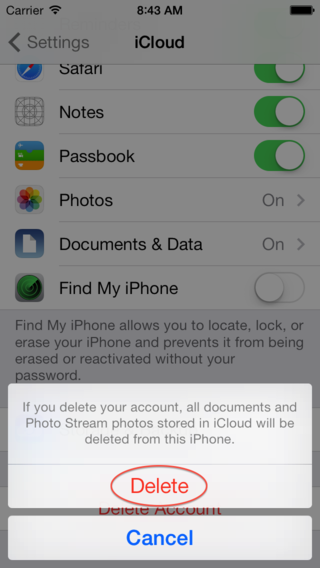 Carrier 8:43 AM
Settings iCloud
Safari
Notes
Passbook
Photos On
Documents & Data On
Find My iPhone
Find My iPhone allows you to locate, lock, or
erase your iPhone and prevents it from being
erased or reactivated without your
password.
If you delete your account, all documents and
Photo Stream photos stored in iCloud will be
deleted from this iPhone.
Delete
Delete Account
Cancel